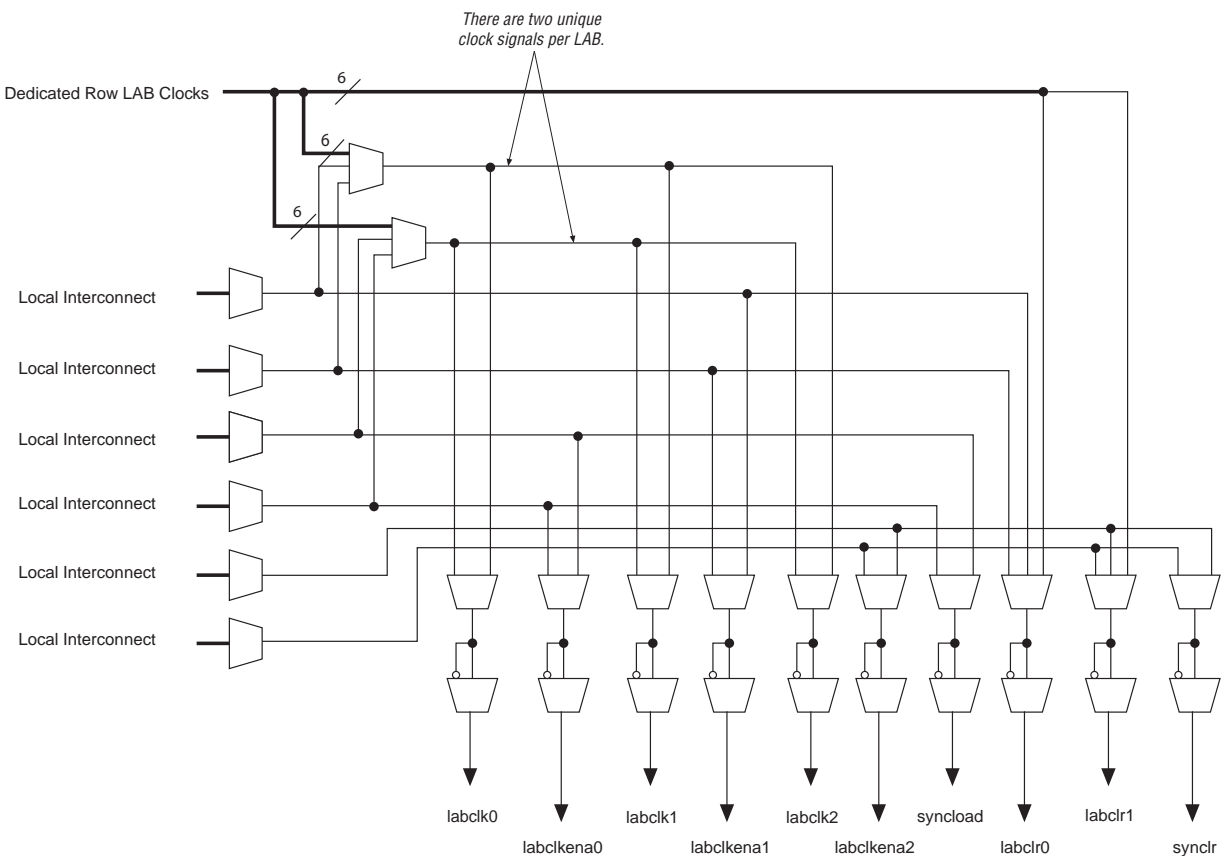 There are two unique
clock signals per LAB.
6
Dedicated Row LAB Clocks
6
6
Local Interconnect
Local Interconnect
Local Interconnect
Local Interconnect
Local Interconnect
Local Interconnect
labclk0
labclk1
labclk2
syncload
labclr1
labclkena0
labclkena1
labclkena2
labclr0
synclr